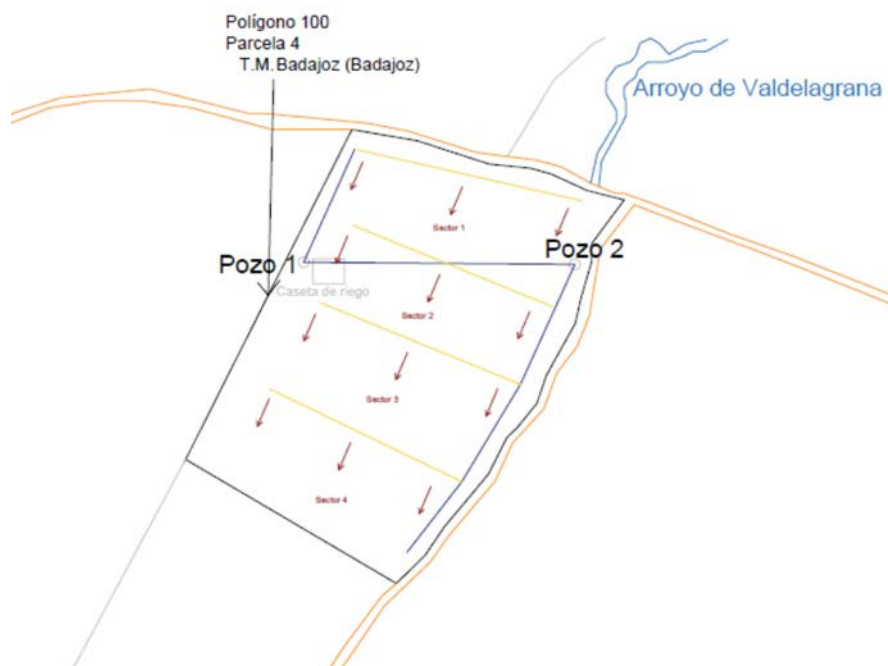 Polígono 100
Parcela 4
T.M.Badajoz (Badajoz)
Arroyo de Valdelagrana
Sector 1
Pozo 1
Pozo 2
Caseta de riego
Sector 2
Sector 3
Sector 4